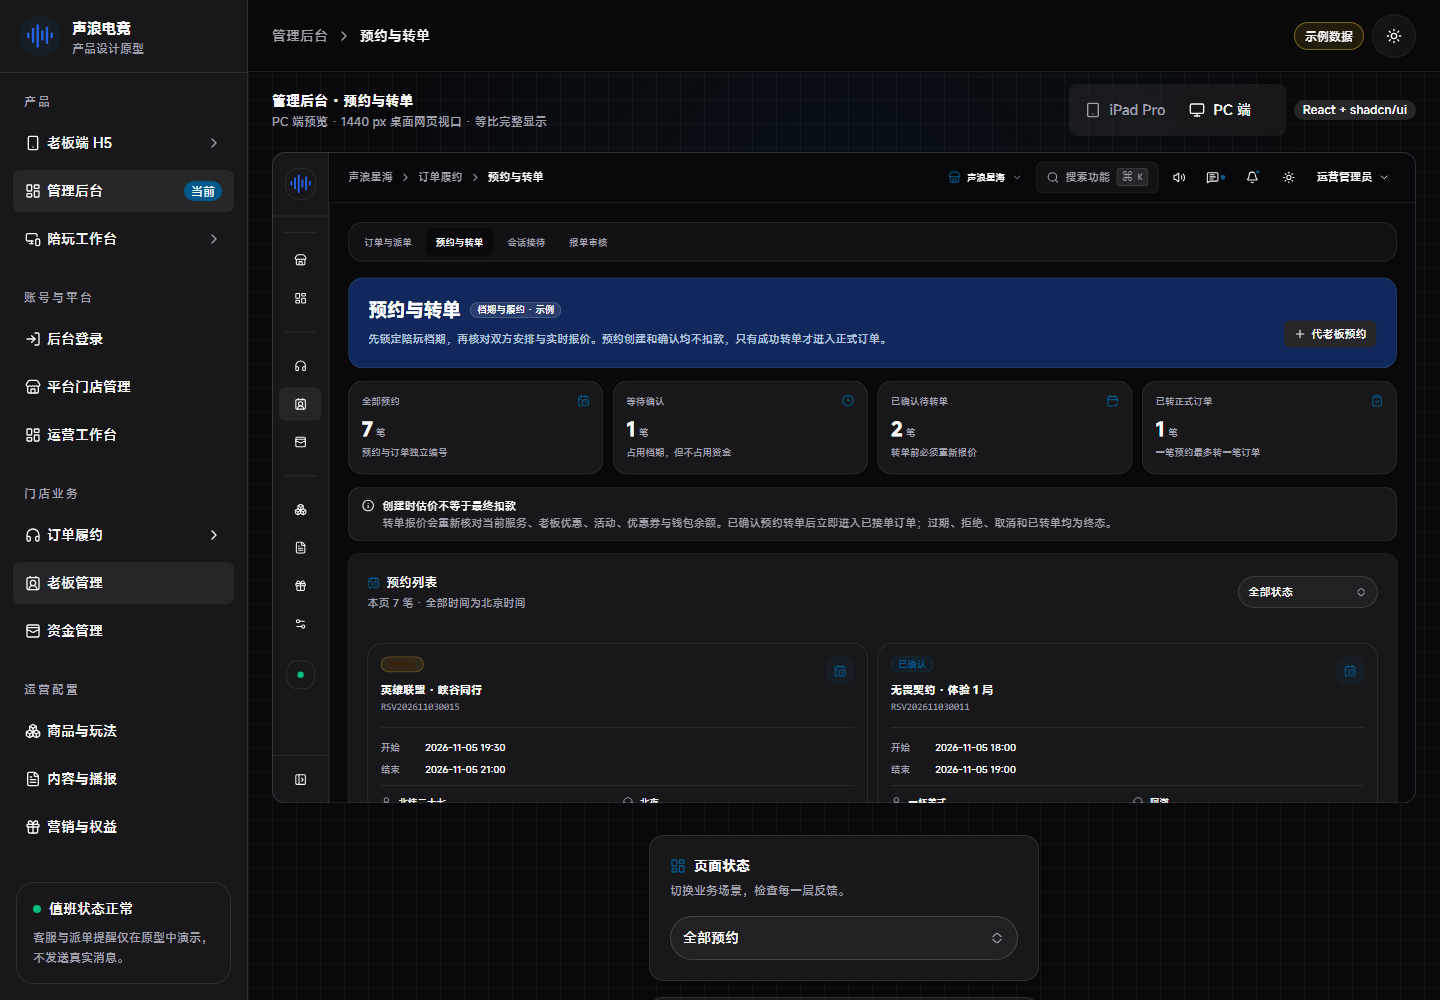 声浪电竞
产品设计原型
产品
老板端 H5
管理后台
当前
陪玩工作台
账号与平台
后台登录
平台门店管理
运营工作台
门店业务
订单履约
老板管理
资金管理
运营配置
商品与玩法
内容与播报
营销与权益
值班状态正常
客服与派单提醒仅在原型中演示，
不发送真实消息。
管理后台 > 预约与转单
示例数据
管理后台 · 预约与转单
PC 端预览 · 1440 px 桌面网页视口 · 等比完整显示
iPad Pro
PC 端
React + shadcn/ui
声浪星海 > 订单履约 > 预约与转单
声浪星海
搜索功能
⌘ K
运营管理员
订单与派单
预约与转单
会话接待
报单审核
预约与转单
档期与履约 · 示例
先锁定陪玩档期，再核对双方安排与实时报价。预约创建和确认均不扣款，只有成功转单才进入正式订单。
代老板预约
全部预约
7 笔
预约与订单独立编号
等待确认
1 笔
占用档期，但不占用资金
已确认待转单
2 笔
转单前必须重新报价
已转正式订单
1 笔
一笔预约最多转一笔订单
创建时估价不等于最终扣款
转单报价会重新核对当前服务、老板优惠、活动、优惠券与钱包余额。已确认预约转单后立即进入已接单订单；过期、拒绝、取消和已转单均为终态。
预约列表
本页 7 笔 · 全部时间为北京时间
全部状态
英雄联盟 · 峡谷同行
RSV202611030015
开始 2026-11-05 19:30
结束 2026-11-05 21:00
已确认
无畏契约 · 体验 1 局
RSV202611030011
开始 2026-11-05 18:00
结束 2026-11-05 19:00
页面状态
切换业务场景，检查每一层反馈。
全部预约